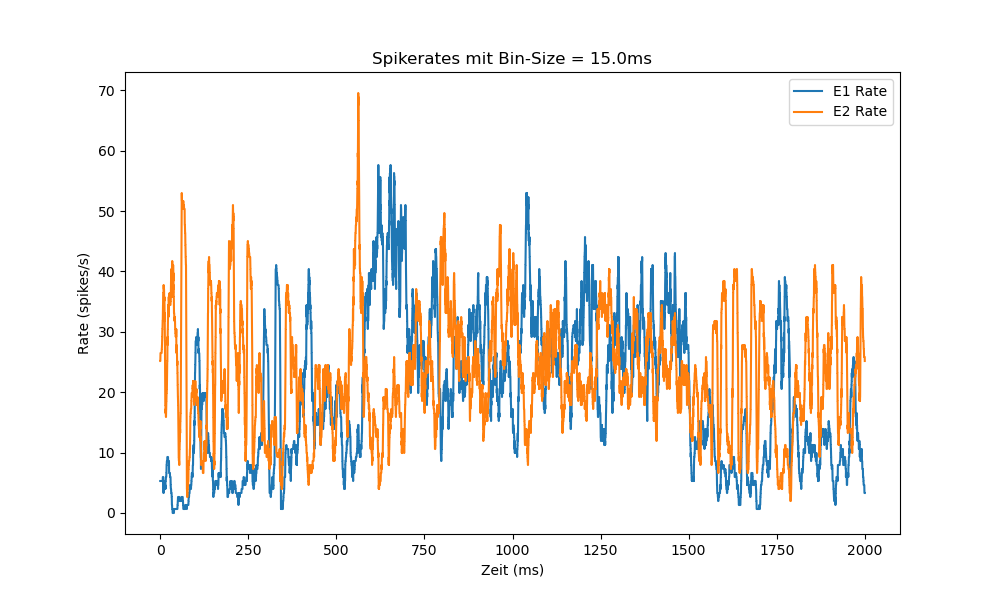 Spikerates mit Bin-Size = 15.0ms
E1 Rate
E2 Rate
70
60
50
40
30
20
10
0
Rate (spikes/s)
0 250 500 750 1000 1250 1500 1750 2000
Zeit (ms)